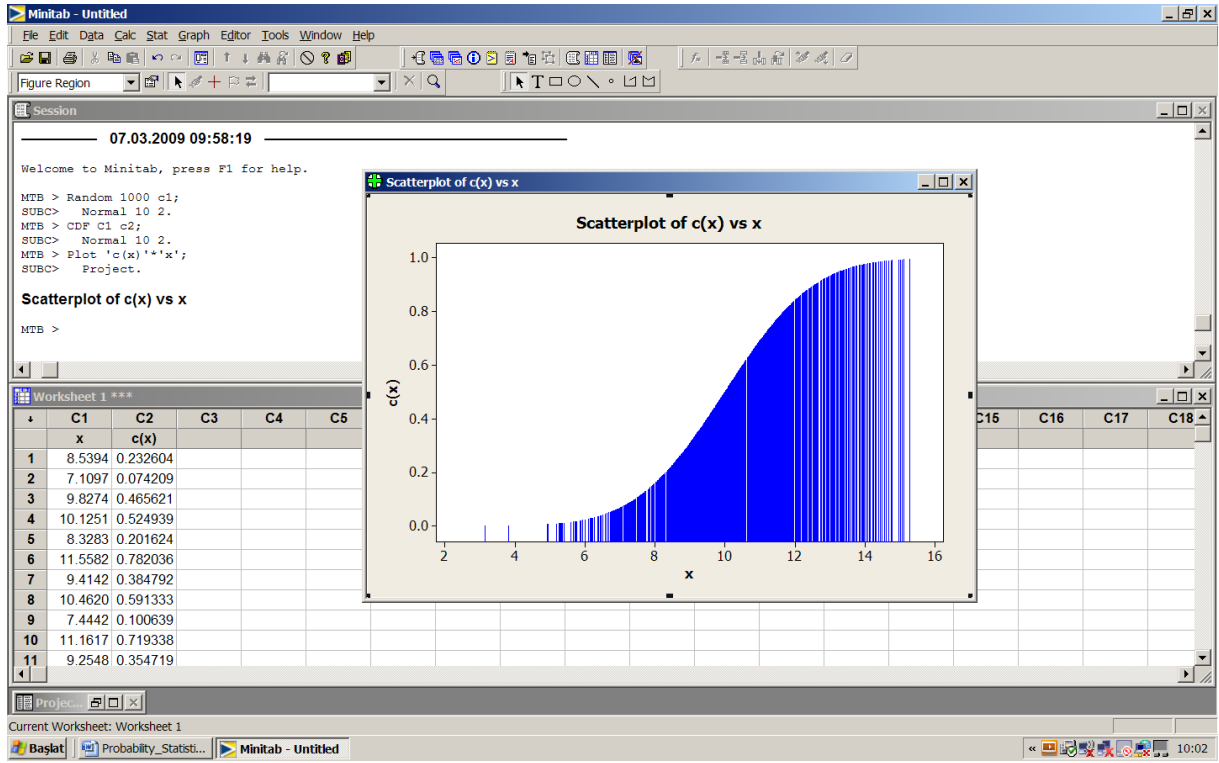 Minitab - Untitled
File Edit Data Calc Stat Graph Editor Tools Window Help
Figure Region
Session
07.03.2009 09:58:19
Welcome to Minitab, press F1 for help.
MTB > Random 1000 c1;
SUBC> Normal 10 2.
MTB > CDF C1 c2;
SUBC> Normal 10 2.
MTB > Plot 'c(x)'*'x';
SUBC> Project.
Scatterplot of c(x) vs x
MTB >
Scatterplot of c(x) vs x
Scatterplot of c(x) vs x
1.0
0.8
0.6
0.4
0.2
0.0
c(x)
2 4 6 8 10 12 14 16
x
Worksheet 1 ***
C1 C2 C3 C4 C5 C15 C16 C17 C18
x c(x)
1 8.5394 0.232604
2 7.1097 0.074209
3 9.8274 0.465621
4 10.1251 0.524939
5 8.3283 0.201624
6 11.5582 0.782036
7 9.4142 0.384792
8 10.4620 0.591333
9 7.4442 0.100639
10 11.1617 0.719338
11 9.2548 0.354719
Projec...
Current Worksheet: Worksheet 1
Başlat Probability_Statisti... Minitab - Untitled 10:02